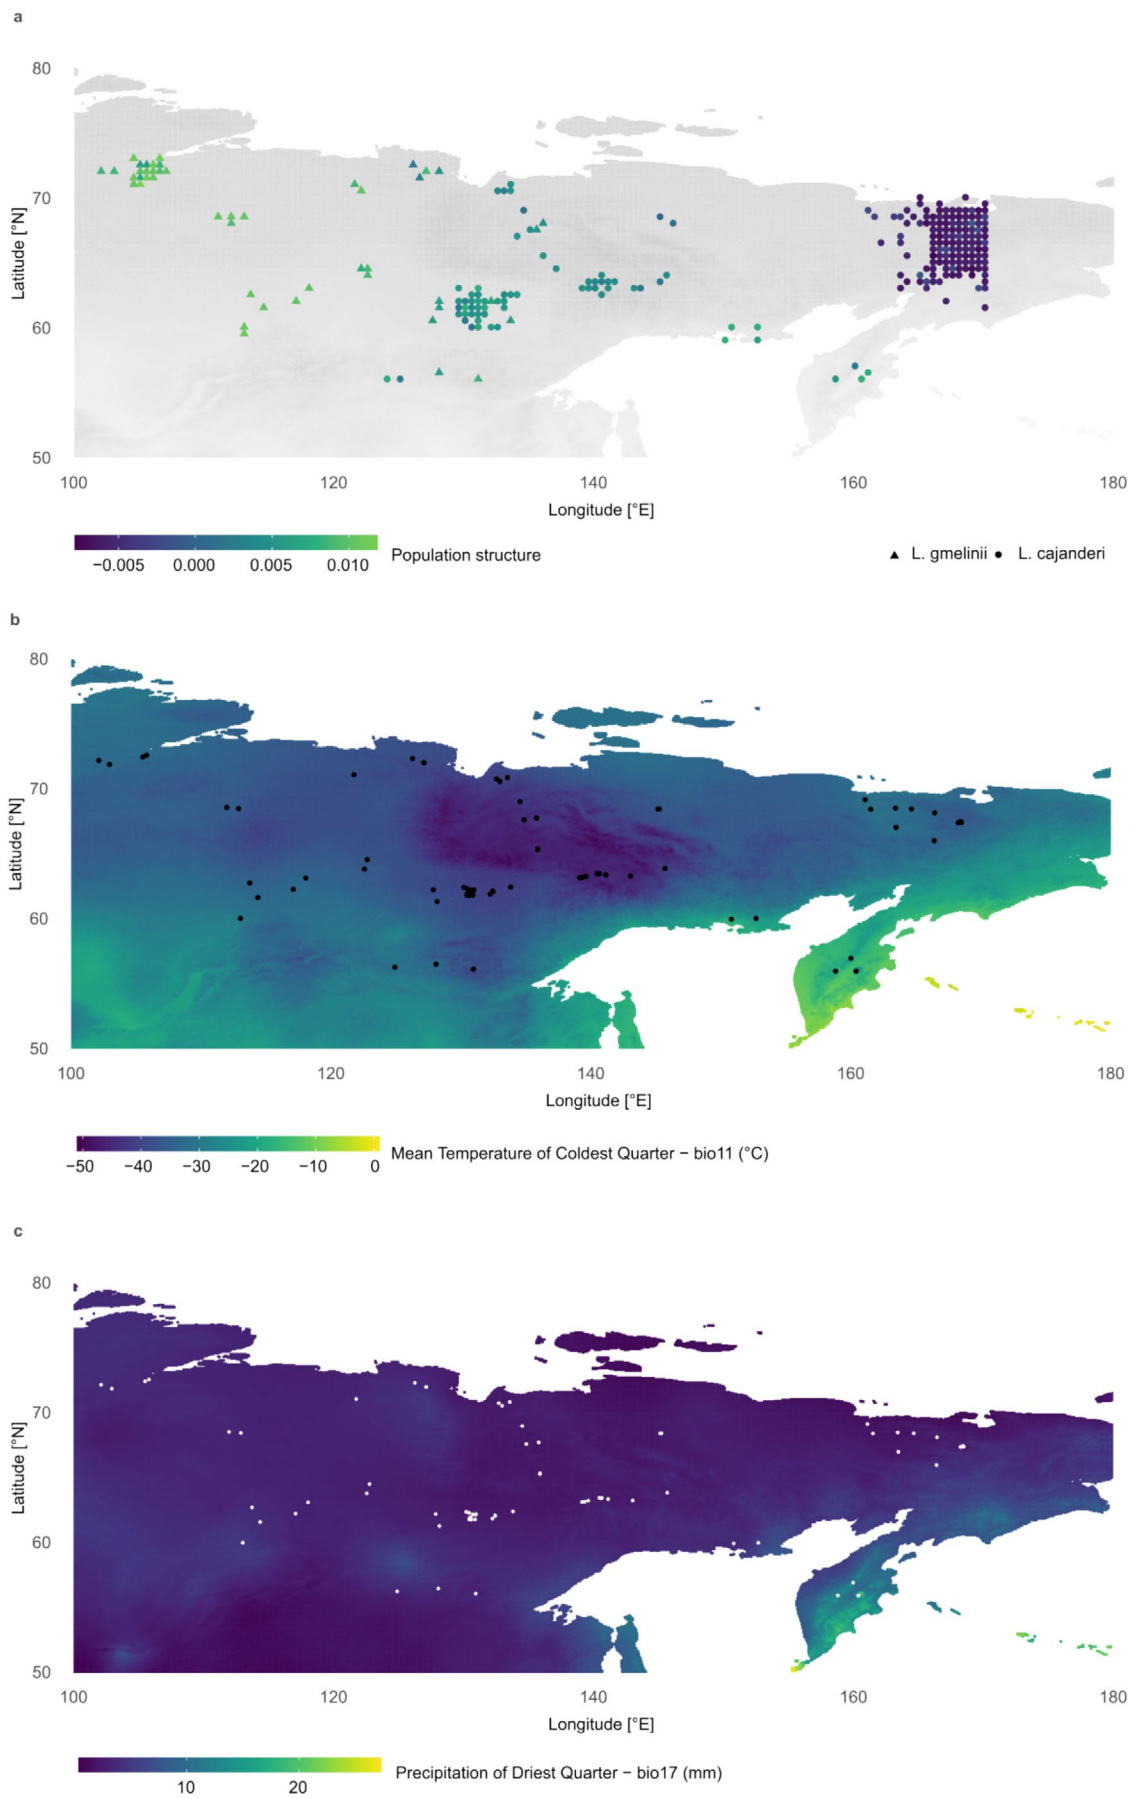 a
80
70
60
50
Latitude [°N]
100 120 140 160 180
Longitude [°E]
−0.005 0.000 0.005 0.010
Population structure
L. gmelinii L. cajanderi
b
80
70
60
50
Latitude [°N]
100 120 140 160 180
Longitude [°E]
−50 −40 −30 −20 −10 0
Mean Temperature of Coldest Quarter − bio11 (°C)
c
80
70
60
50
Latitude [°N]
100 120 140 160 180
Longitude [°E]
10 20
Precipitation of Driest Quarter − bio17 (mm)